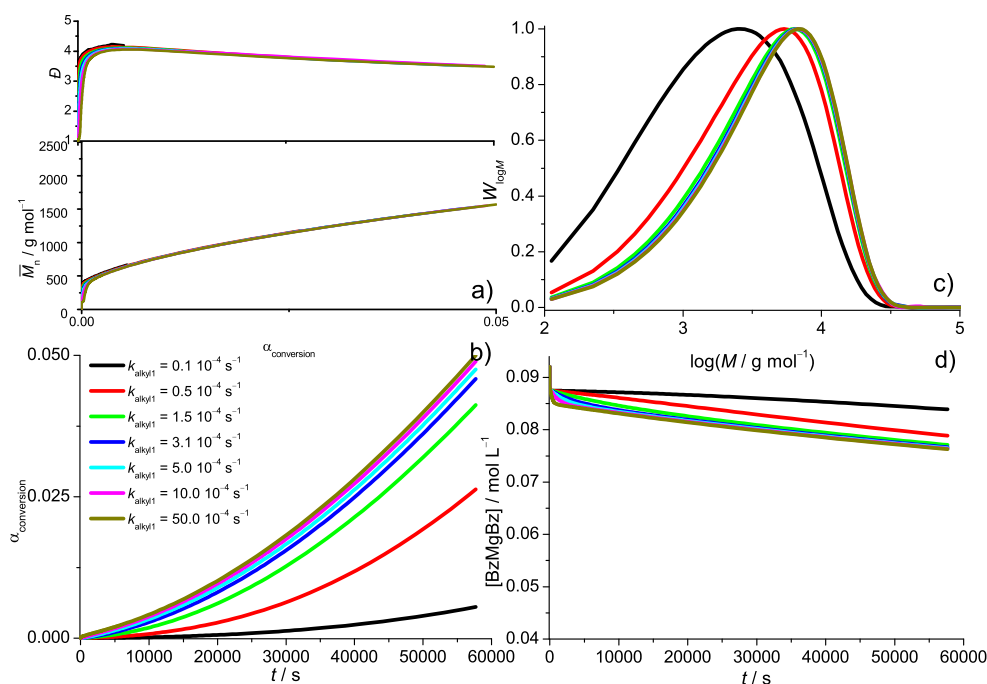 5
4
Đ
3
2
1
2500
2000
1500
1000
500
0
M̅n / g mol⁻¹
0.00
0.05
a)
αconversion
1.0
0.8
0.6
0.4
0.2
0.0
WlogM
c)
2
3
4
5
log(M / g mol⁻¹)
0.050
0.025
0.000
αconversion
b)
kalkyl1 = 0.1 10⁻⁴ s⁻¹
kalkyl1 = 0.5 10⁻⁴ s⁻¹
kalkyl1 = 1.5 10⁻⁴ s⁻¹
kalkyl1 = 3.1 10⁻⁴ s⁻¹
kalkyl1 = 5.0 10⁻⁴ s⁻¹
kalkyl1 = 10.0 10⁻⁴ s⁻¹
kalkyl1 = 50.0 10⁻⁴ s⁻¹
0 10000 20000 30000 40000 50000 60000
t / s
d)
0.09
0.08
0.07
0.06
0.05
0.04
[BzMgBz] / mol L⁻¹
0 10000 20000 30000 40000 50000 60000
t / s